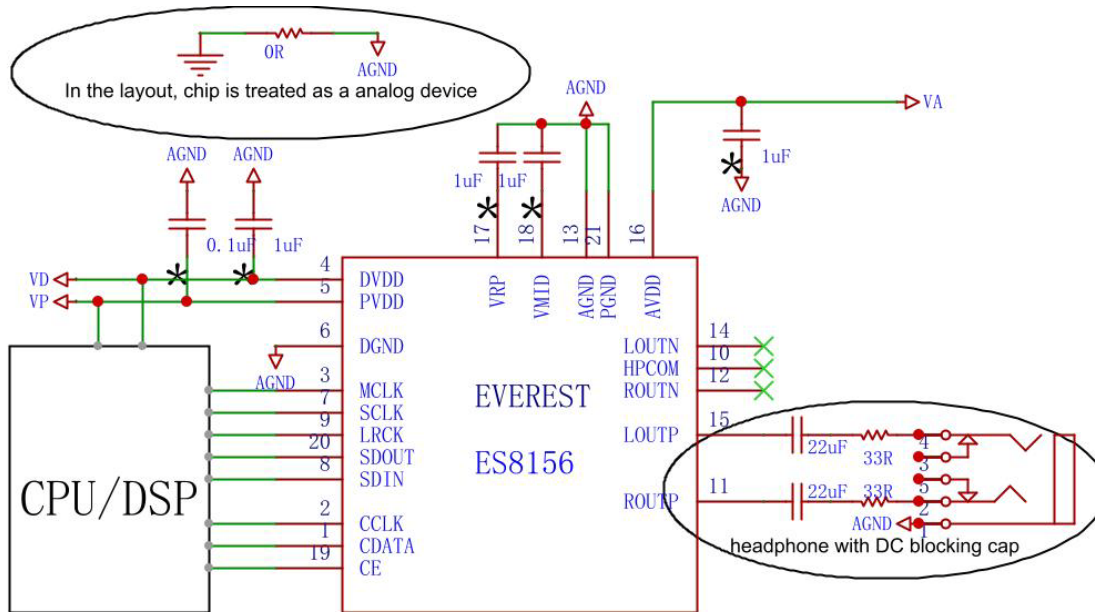 0R
AGND
In the layout, chip is treated as a analog device
AGND
AGND
AGND
VA
1uF
1uF
1uF
AGND
0.1uF
1uF
17
18
13
21
16
VD
VP
4
DVDD
5
PVDD
VRP
VMID
AGND
PGND
AVDD
6
DGND
AGND
14
LOUTN
10
HPCOM
12
ROUTN
3
MCLK
7
SCLK
9
LRCK
20
SDOUT
8
SDIN
EVEREST
ES8156
15
LOUTP
22uF
33R
4
3
5
11
ROUTP
22uF
33R
2
AGND
1
headphone with DC blocking cap
CPU/DSP
2
CCLK
1
CDATA
19
CE